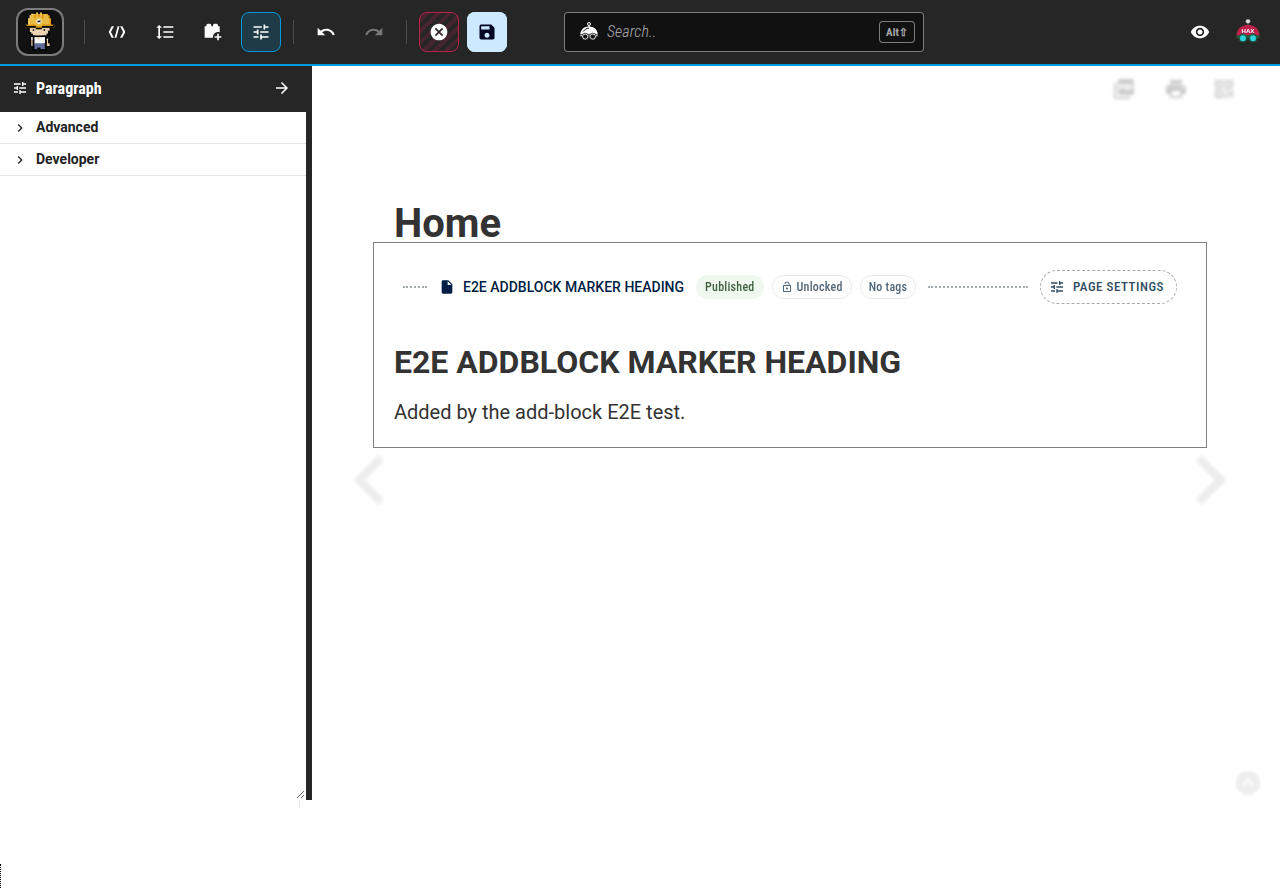 Search..
Alt⇧
HAX
Paragraph
Advanced
Developer
Home
E2E ADDBLOCK MARKER HEADING
Published
Unlocked
No tags
PAGE SETTINGS
E2E ADDBLOCK MARKER HEADING
Added by the add-block E2E test.